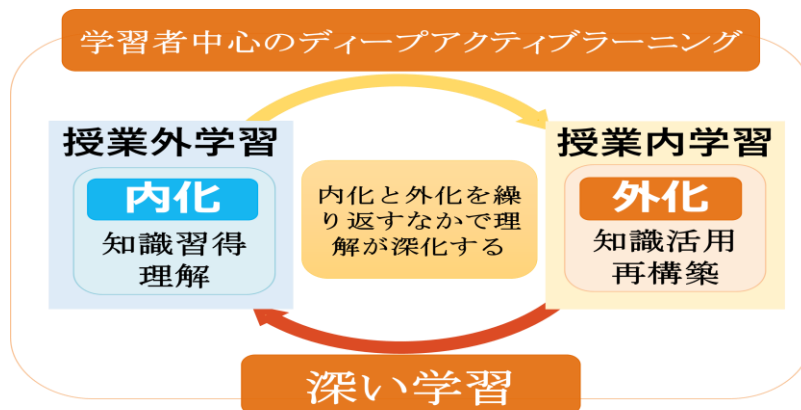 学習者中心のディープアクティブラーニング
授業外学習
内化
知識習得
理解
内化と外化を繰
り返すなかで理
解が深化する
授業内学習
外化
知識活用
再構築
深い学習